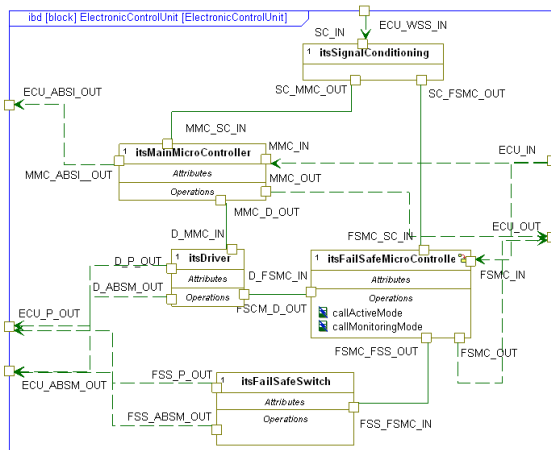 ibd [block] ElectronicControlUnit [ElectronicControlUnit]
ECU_WSS_IN
SC_IN
1 itsSignalConditioning
ECU_ABSI_OUT
SC_MMC_OUT
SC_FSMC_OUT
MMC_SC_IN
1 itsMainMicroController
MMC_IN
ECU_IN
Attributes
MMC_ABSI__OUT
MMC_OUT
Operations
MMC_D_OUT
ECU_OUT
D_MMC_IN
FSMC_SC_IN
D_P_OUT
1 itsDriver
1 itsFailSafeMicroControlle
D_FSMC_IN
FSMC_IN
Attributes
Attributes
D_ABSM_OUT
Operations
Operations
FSCM_D_OUT
callActiveMode
ECU_P_OUT
callMonitoringMode
FSMC_FSS_OUT
FSMC_OUT
ECU_ABSM_OUT
FSS_P_OUT
1 itsFailSafeSwitch
Attributes
FSS_ABSM_OUT
Operations
FSS_FSMC_IN